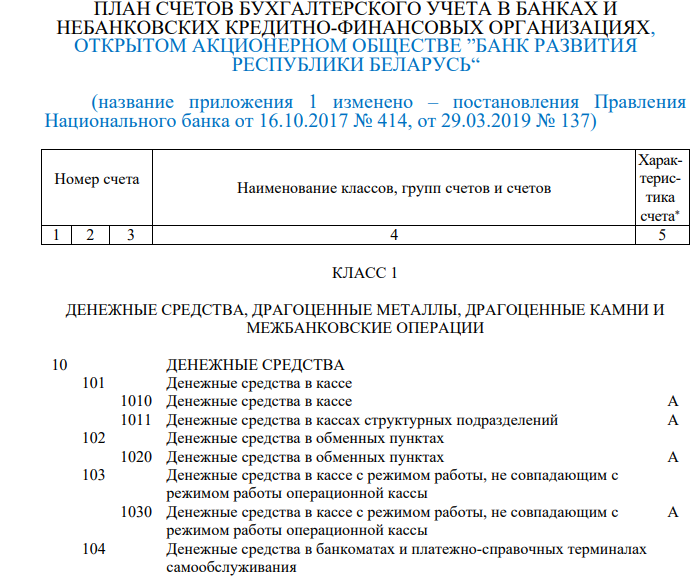 ПЛАН СЧЕТОВ БУХГАЛТЕРСКОГО УЧЕТА В БАНКАХ И
НЕБАНКОВСКИХ КРЕДИТНО-ФИНАНСОВЫХ ОРГАНИЗАЦИЯХ,
ОТКРЫТОМ АКЦИОНЕРНОМ ОБЩЕСТВЕ ”БАНК РАЗВИТИЯ
РЕСПУБЛИКИ БЕЛАРУСЬ“
(название приложения 1 изменено – постановления Правления
Национального банка от 16.10.2017 № 414, от 29.03.2019 № 137)
Номер счета
Наименование классов, групп счетов и счетов
Харак-
терис-
тика
счета*
1 2 3 4 5
КЛАСС 1
ДЕНЕЖНЫЕ СРЕДСТВА, ДРАГОЦЕННЫЕ МЕТАЛЛЫ, ДРАГОЦЕННЫЕ КАМНИ И
МЕЖБАНКОВСКИЕ ОПЕРАЦИИ
10 ДЕНЕЖНЫЕ СРЕДСТВА
101 Денежные средства в кассе
1010 Денежные средства в кассе А
1011 Денежные средства в кассах структурных подразделений А
102 Денежные средства в обменных пунктах
1020 Денежные средства в обменных пунктах А
103 Денежные средства в кассе с режимом работы, не совпадающим с
режимом работы операционной кассы
1030 Денежные средства в кассе с режимом работы, не совпадающим с А
режимом работы операционной кассы
104 Денежные средства в банкоматах и платежно-справочных терминалах
самообслуживания